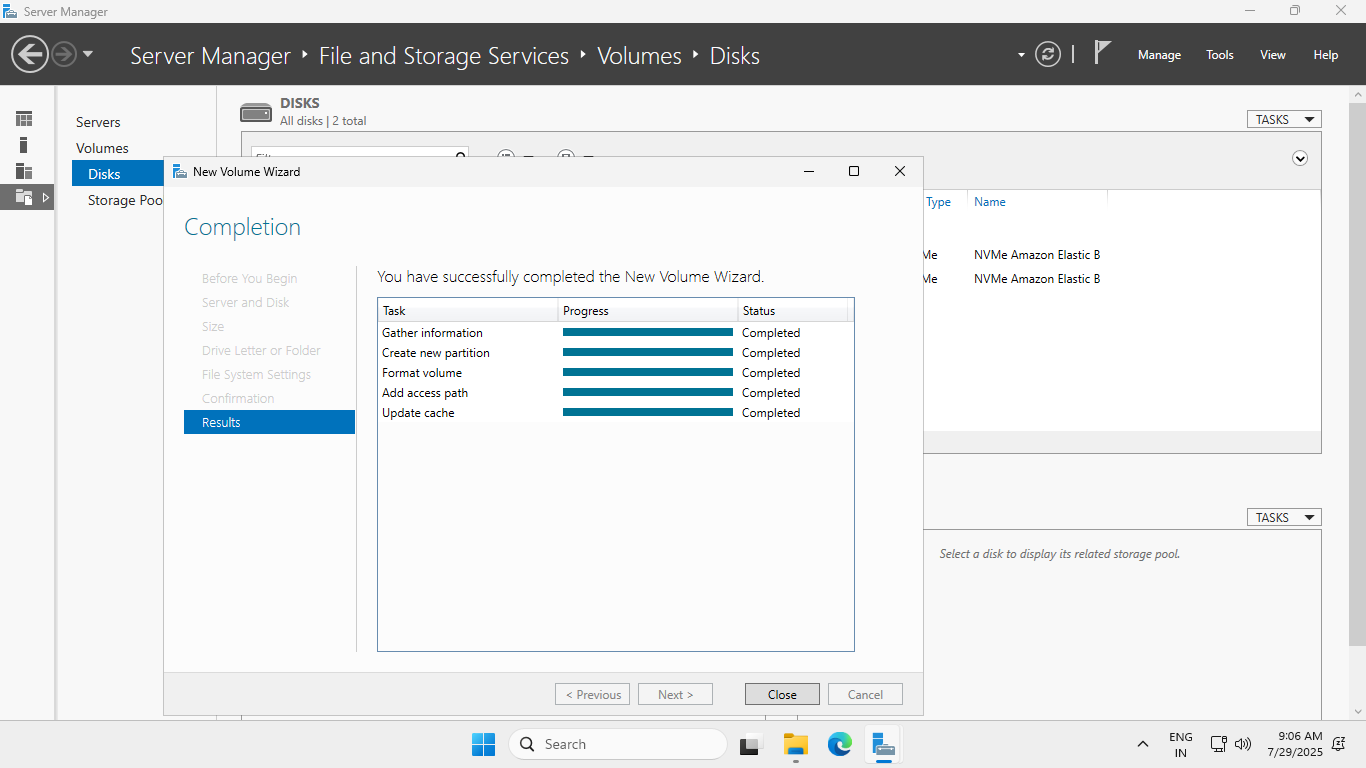 Server Manager
Server Manager ‣ File and Storage Services ‣ Volumes ‣ Disks
Manage Tools View Help
Servers
Volumes
Disks
Storage Poo
DISKS
All disks | 2 total
TASKS
Type Name
Me NVMe Amazon Elastic B
Me NVMe Amazon Elastic B
New Volume Wizard
Completion
Before You Begin
Server and Disk
Size
Drive Letter or Folder
File System Settings
Confirmation
Results
You have successfully completed the New Volume Wizard.
Task Progress Status
Gather information Completed
Create new partition Completed
Format volume Completed
Add access path Completed
Update cache Completed
< Previous Next > Close Cancel
TASKS
Select a disk to display its related storage pool.
Search
ENG
IN
9:06 AM
7/29/2025